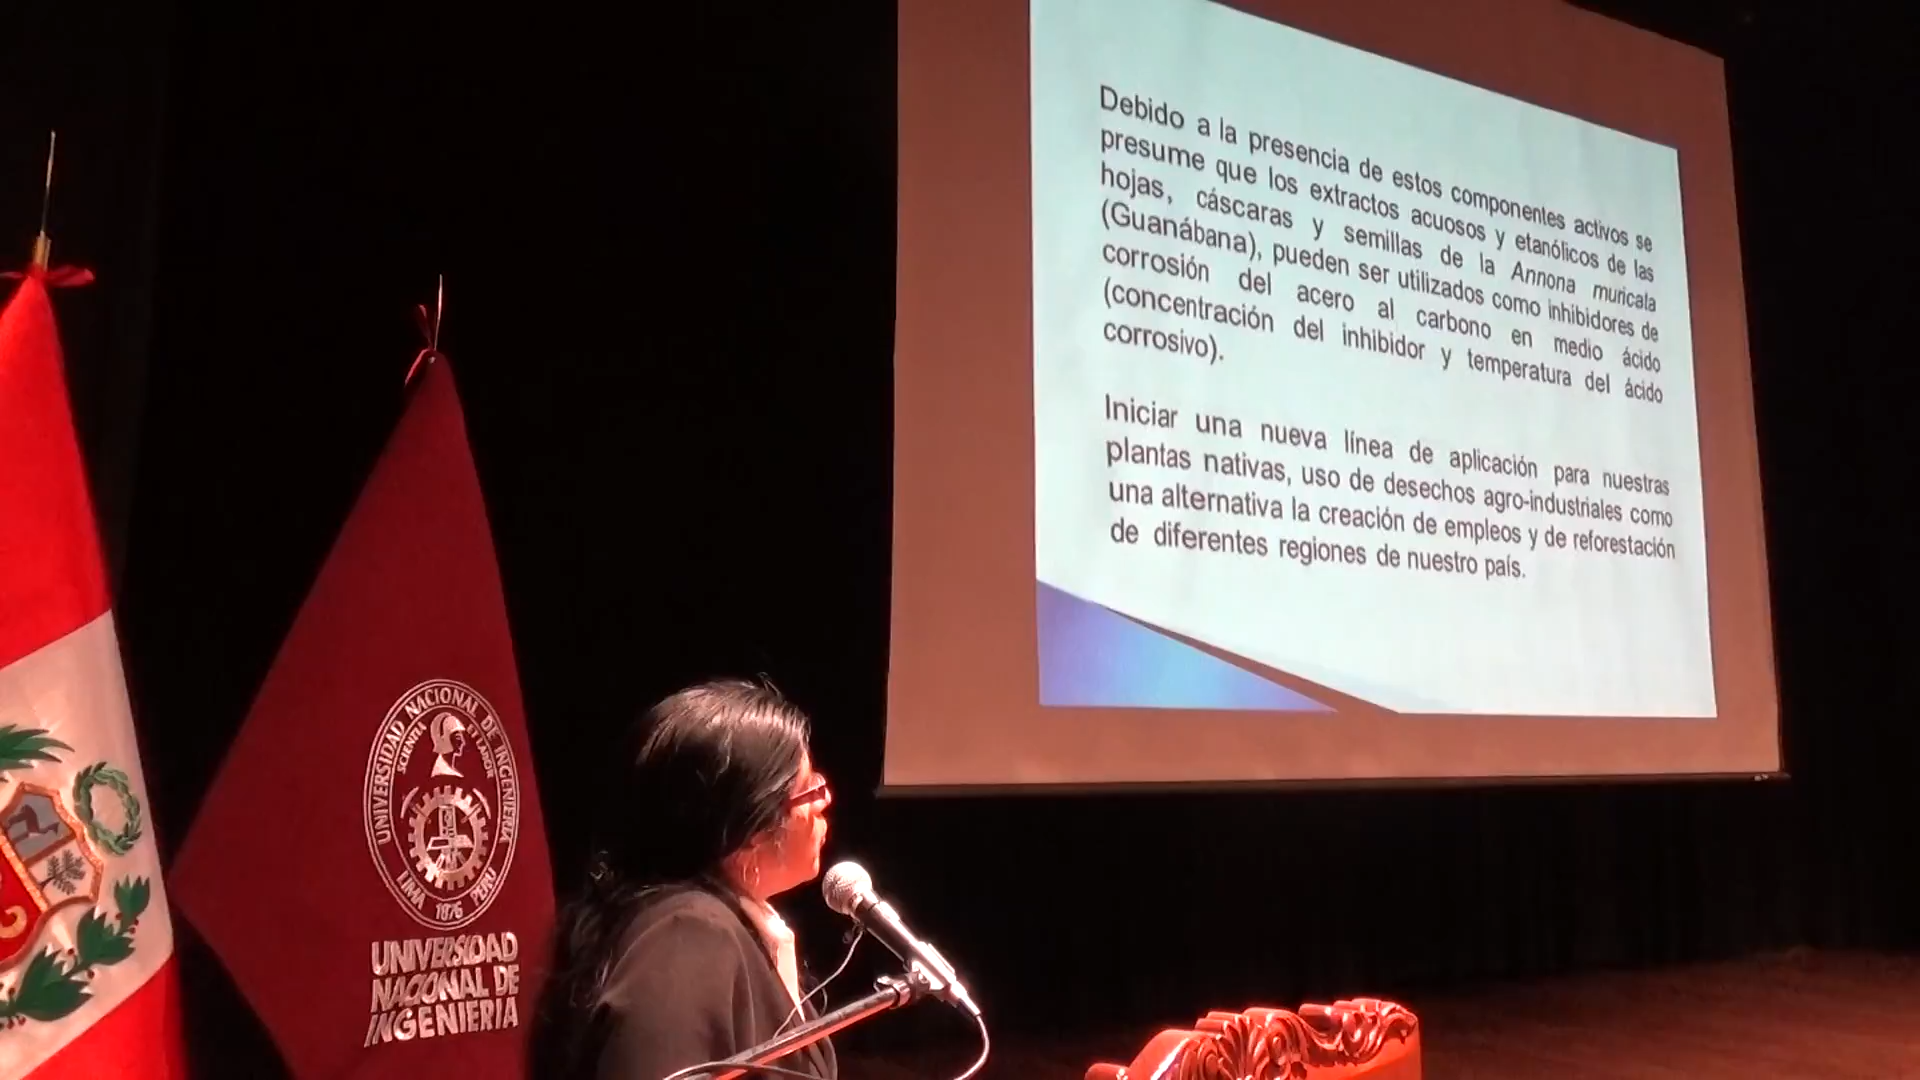 Debido a la presencia de estos componentes activos se
presume que los extractos acuosos y etanólicos de las
hojas, cáscaras y semillas de la Annona muricala
(Guanábana), pueden ser utilizados como inhibidores de
corrosión del acero al carbono en medio ácido
(concentración del inhibidor y temperatura del ácido
corrosivo).
Iniciar una nueva línea de aplicación para nuestras
plantas nativas, uso de desechos agro-industriales como
una alternativa la creación de empleos y de reforestación
de diferentes regiones de nuestro país.
UNIVERSIDAD NACIONAL DE INGENIERIA
SCIENTIA ET LABOR
LIMA 1876 PERU
UNIVERSIDAD
NACIONAL DE
INGENIERIA